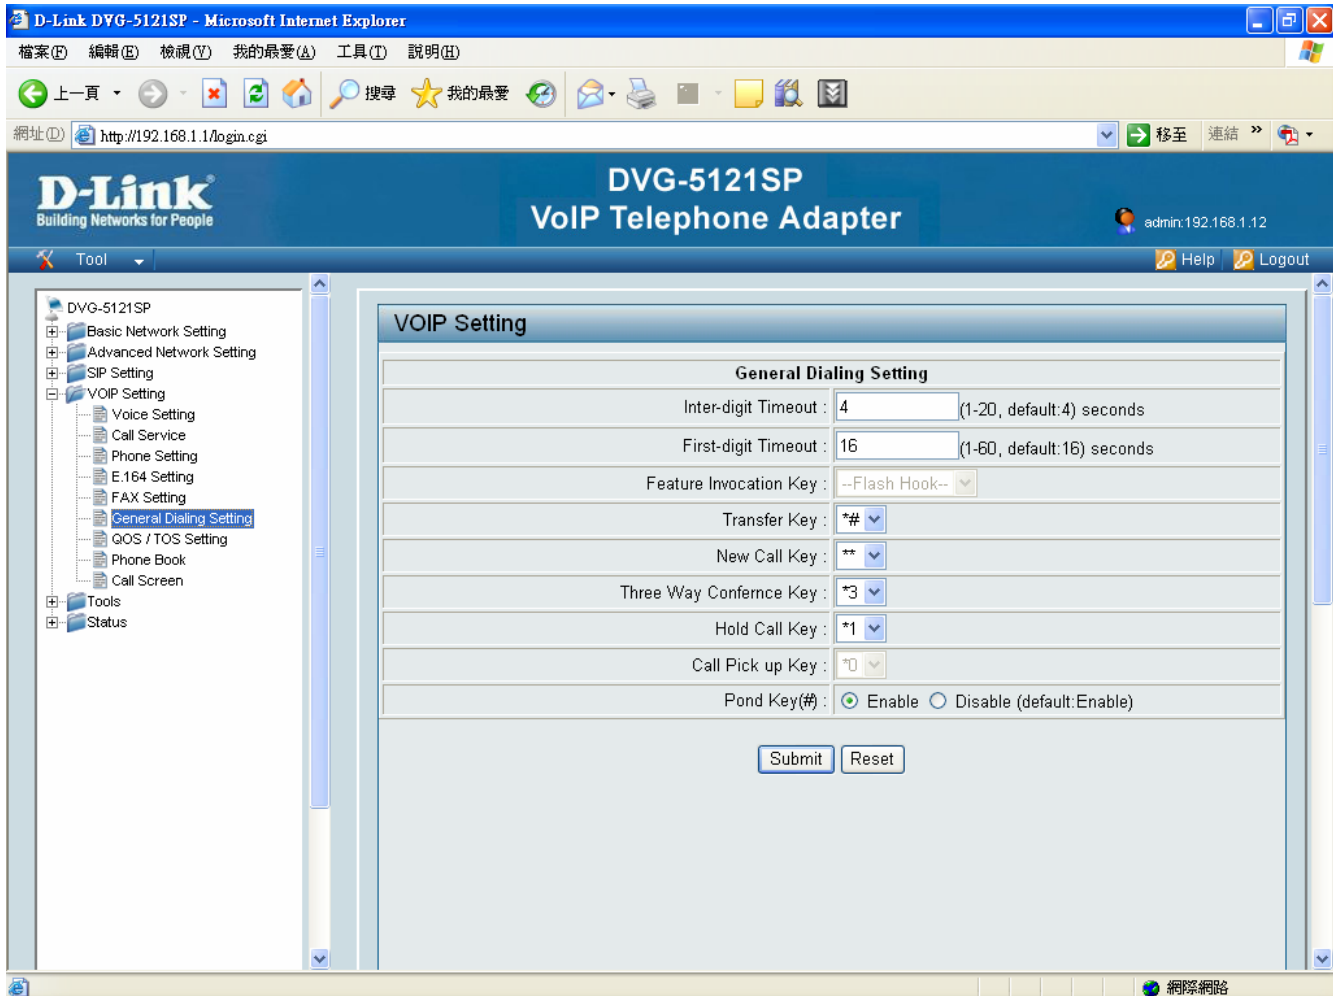 D-Link DVG-5121SP - Microsoft Internet Explorer
檔案(F) 編輯(E) 檢視(V) 我的最愛(A) 工具(T) 說明(H)
上一頁 搜尋 我的最愛
網址(D) http://192.168.1.1/login.cgi 移至 連結 »
D-Link®
Building Networks for People
DVG-5121SP
VoIP Telephone Adapter
admin:192.168.1.12
Tool Help Logout
DVG-5121SP
Basic Network Setting
Advanced Network Setting
SIP Setting
VOIP Setting
Voice Setting
Call Service
Phone Setting
E.164 Setting
FAX Setting
General Dialing Setting
QOS / TOS Setting
Phone Book
Call Screen
Tools
Status
VOIP Setting
General Dialing Setting
Inter-digit Timeout : 4 (1-20, default:4) seconds
First-digit Timeout : 16 (1-60, default:16) seconds
Feature Invocation Key : --Flash Hook--
Transfer Key : *#
New Call Key : **
Three Way Confernce Key : *3
Hold Call Key : *1
Call Pick up Key : *0
Pond Key(#) : Enable Disable (default:Enable)
Submit Reset
網際網路